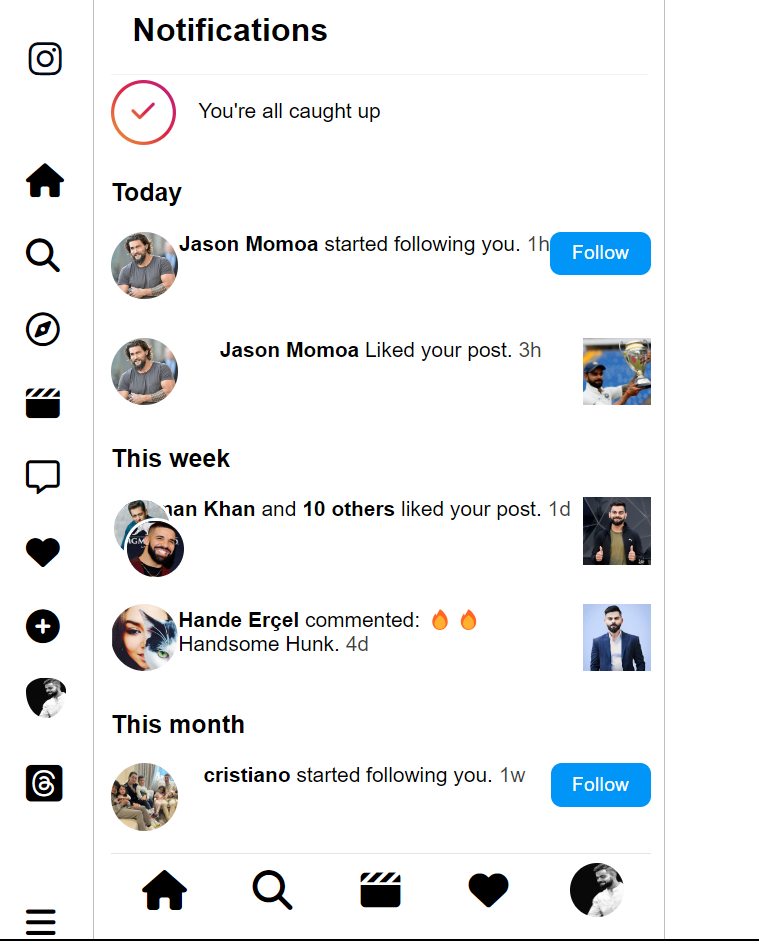 Notifications
You're all caught up
Today
Jason Momoa started following you. 1h
Follow
Jason Momoa Liked your post. 3h
This week
nan Khan and 10 others liked your post. 1d
Hande Erçel commented: 🔥 🔥
Handsome Hunk. 4d
This month
cristiano started following you. 1w
Follow